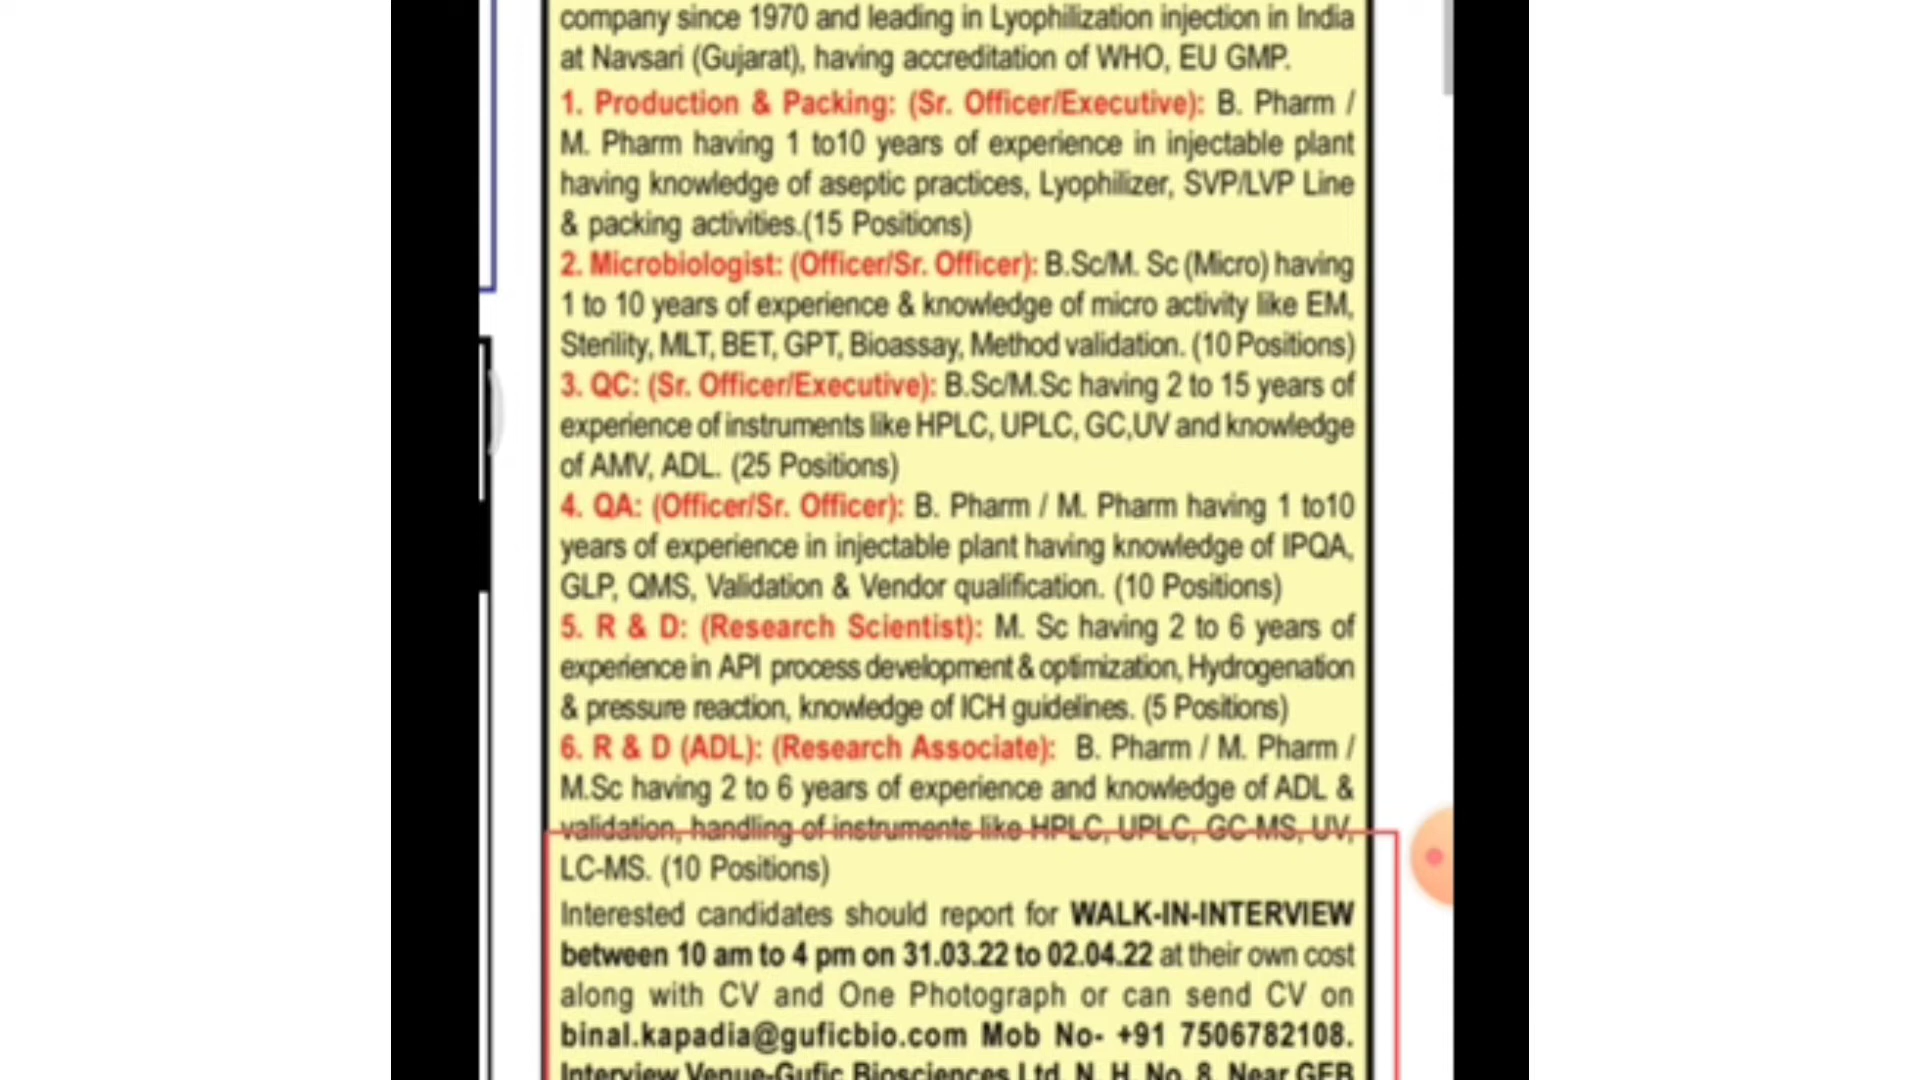 company since 1970 and leading in Lyophilization injection in India
at Navsari (Gujarat), having accreditation of WHO, EU GMP.
1. Production & Packing: (Sr. Officer/Executive): B. Pharm /
M. Pharm having 1 to10 years of experience in injectable plant
having knowledge of aseptic practices, Lyophilizer, SVP/LVP Line
& packing activities.(15 Positions)
2. Microbiologist: (Officer/Sr. Officer): B.Sc/M. Sc (Micro) having
1 to 10 years of experience & knowledge of micro activity like EM,
Sterility, MLT, BET, GPT, Bioassay, Method validation. (10 Positions)
3. QC: (Sr. Officer/Executive): B.Sc/M.Sc having 2 to 15 years of
experience of instruments like HPLC, UPLC, GC,UV and knowledge
of AMV, ADL. (25 Positions)
4. QA: (Officer/Sr. Officer): B. Pharm / M. Pharm having 1 to10
years of experience in injectable plant having knowledge of IPQA,
GLP, QMS, Validation & Vendor qualification. (10 Positions)
5. R & D: (Research Scientist): M. Sc having 2 to 6 years of
experience in API process development & optimization, Hydrogenation
& pressure reaction, knowledge of ICH guidelines. (5 Positions)
6. R & D (ADL): (Research Associate): B. Pharm / M. Pharm /
M.Sc having 2 to 6 years of experience and knowledge of ADL &
validation, handling of instruments like HPLC, UPLC, GC-MS, UV,
LC-MS. (10 Positions)
Interested candidates should report for WALK-IN-INTERVIEW
between 10 am to 4 pm on 31.03.22 to 02.04.22 at their own cost
along with CV and One Photograph or can send CV on
binal.kapadia@guficbio.com Mob No- +91 7506782108.
Interview Venue-Gufic Biosciences Ltd. N. H. No. 8, Near GEB